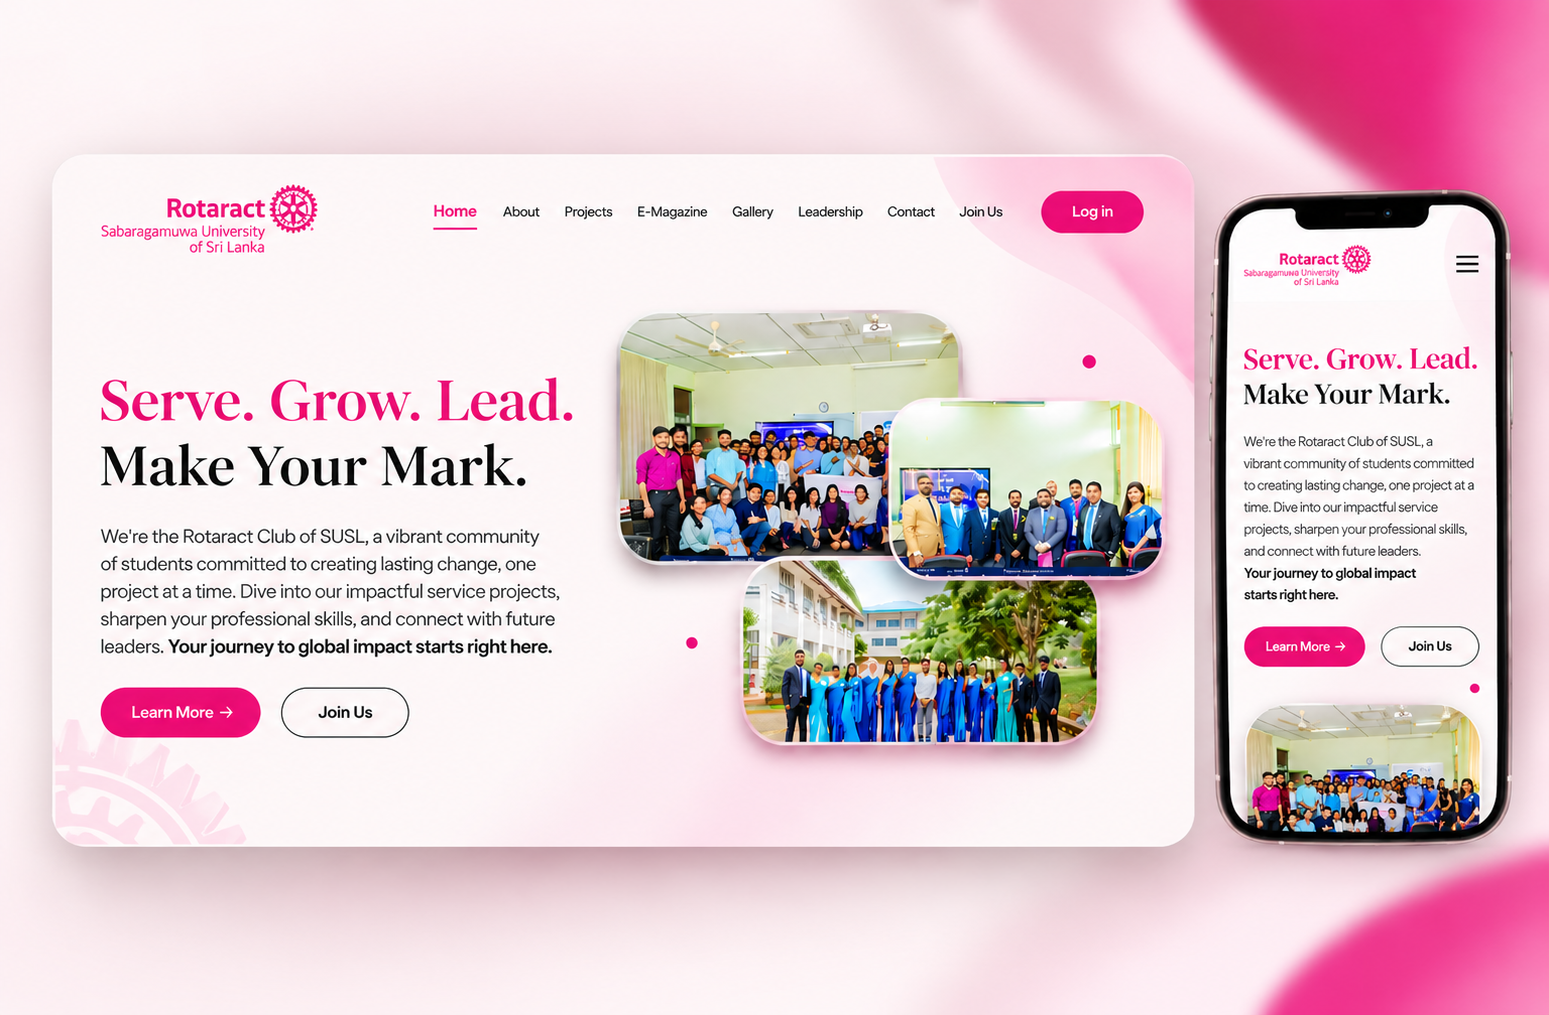 Rotaract
Sabaragamuwa University
of Sri Lanka
Home About Projects E-Magazine Gallery Leadership Contact Join Us Log in
Serve. Grow. Lead.
Make Your Mark.
We're the Rotaract Club of SUSL, a vibrant community
of students committed to creating lasting change, one
project at a time. Dive into our impactful service projects,
sharpen your professional skills, and connect with future
leaders. Your journey to global impact starts right here.
Learn More → Join Us
Rotaract
Sabaragamuwa University
of Sri Lanka
Serve. Grow. Lead.
Make Your Mark.
We're the Rotaract Club of SUSL, a
vibrant community of students committed
to creating lasting change, one project at a
time. Dive into our impactful service
projects, sharpen your professional skills,
and connect with future leaders.
Your journey to global impact
starts right here.
Learn More → Join Us